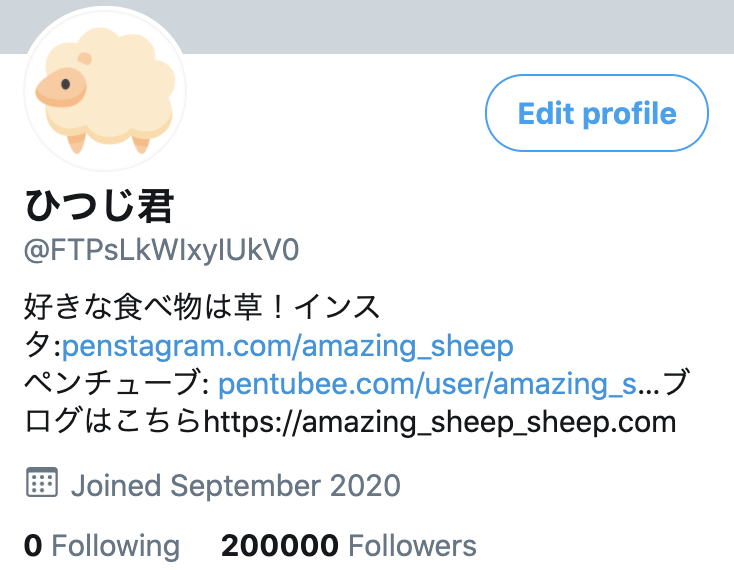 Edit profile
ひつじ君
@FTPsLkWIxyIUkV0
好きな食べ物は草！インス
タ:penstagram.com/amazing_sheep
ペンチューブ: pentubee.com/user/amazing_s...ブ
ログはこちらhttps://amazing_sheep_sheep.com
Joined September 2020
0 Following 200000 Followers